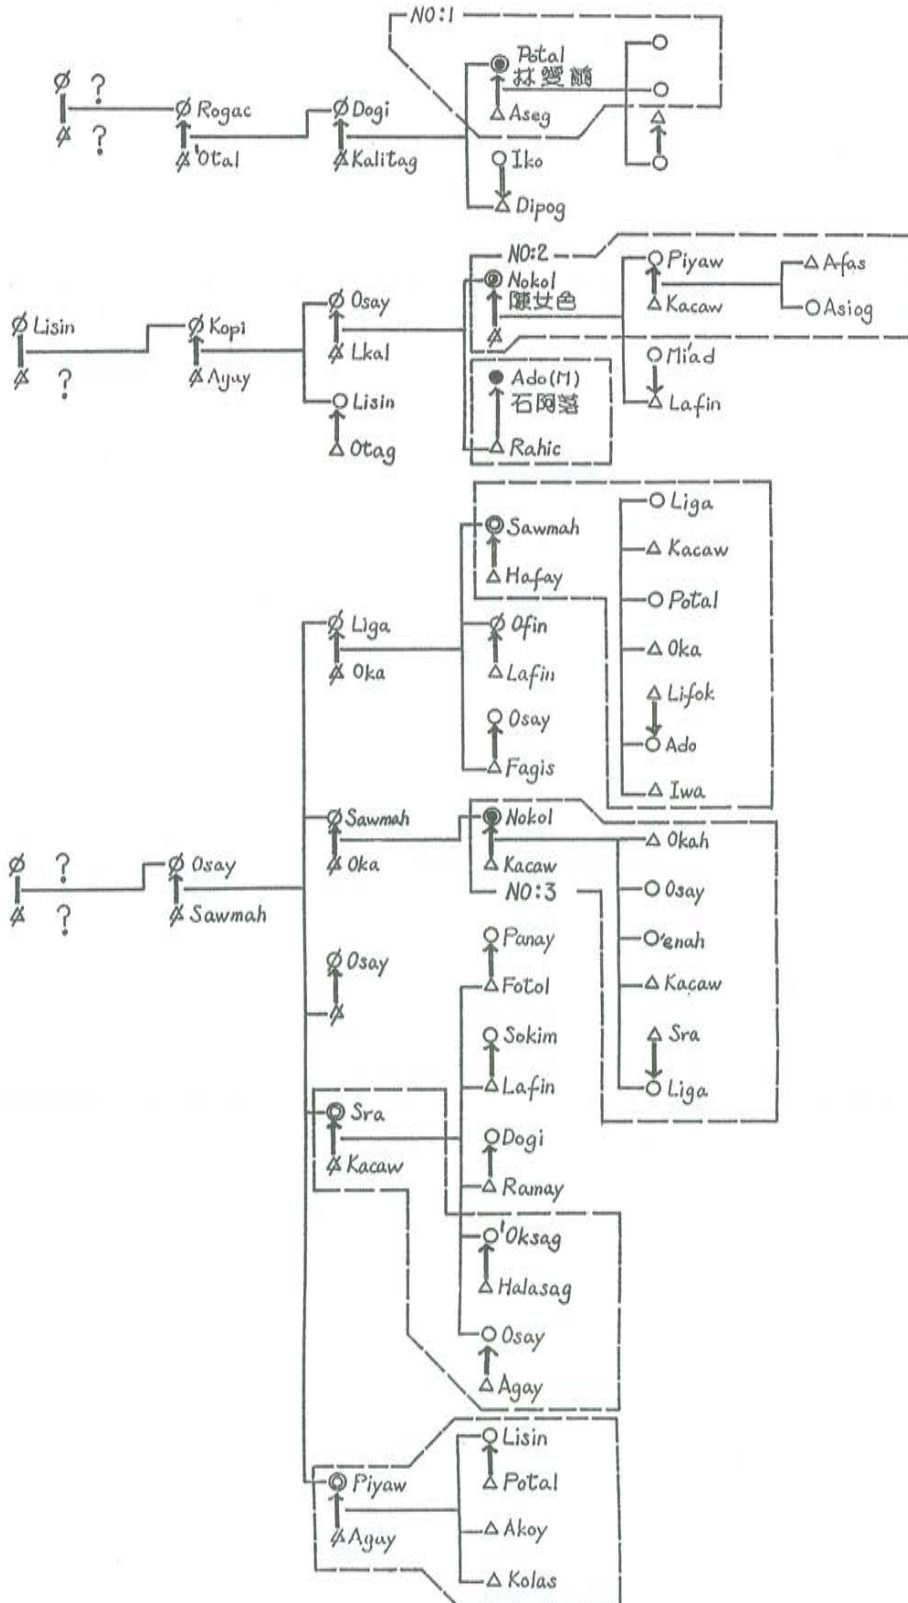 NO:1
Potal
林愛蘭
?
Rogac
Dogi
Aseg
?
'Otal
Kalitag
Iko
Dipog
NO:2
Piyaw
Afas
Nokol
陳女色
Osay
Kacaw
Asiog
Lisin
Kopi
Lkal
Mi'ad
?
Ayay
Ado(M)
石阿落
Lisin
Lafin
Otag
Rahic
Liga
Sawmah
Kacaw
Hafay
Potal
Liga
Ofin
Oka
Oka
Lafin
Lifok
Osay
Ado
Fagis
Iwa
Sawmah
Nokol
Okah
?
Osay
Oka
Kacaw
Osay
NO:3
?
Sawmah
Panay
'enah
Osay
Fotol
Kacaw
Sokim
Sra
Lafin
Liga
Sra
Dogi
Kacaw
Ramay
'Oksag
Halasag
Osay
Agay
Lisin
Piyaw
Potal
Agay
Akoy
Kolas